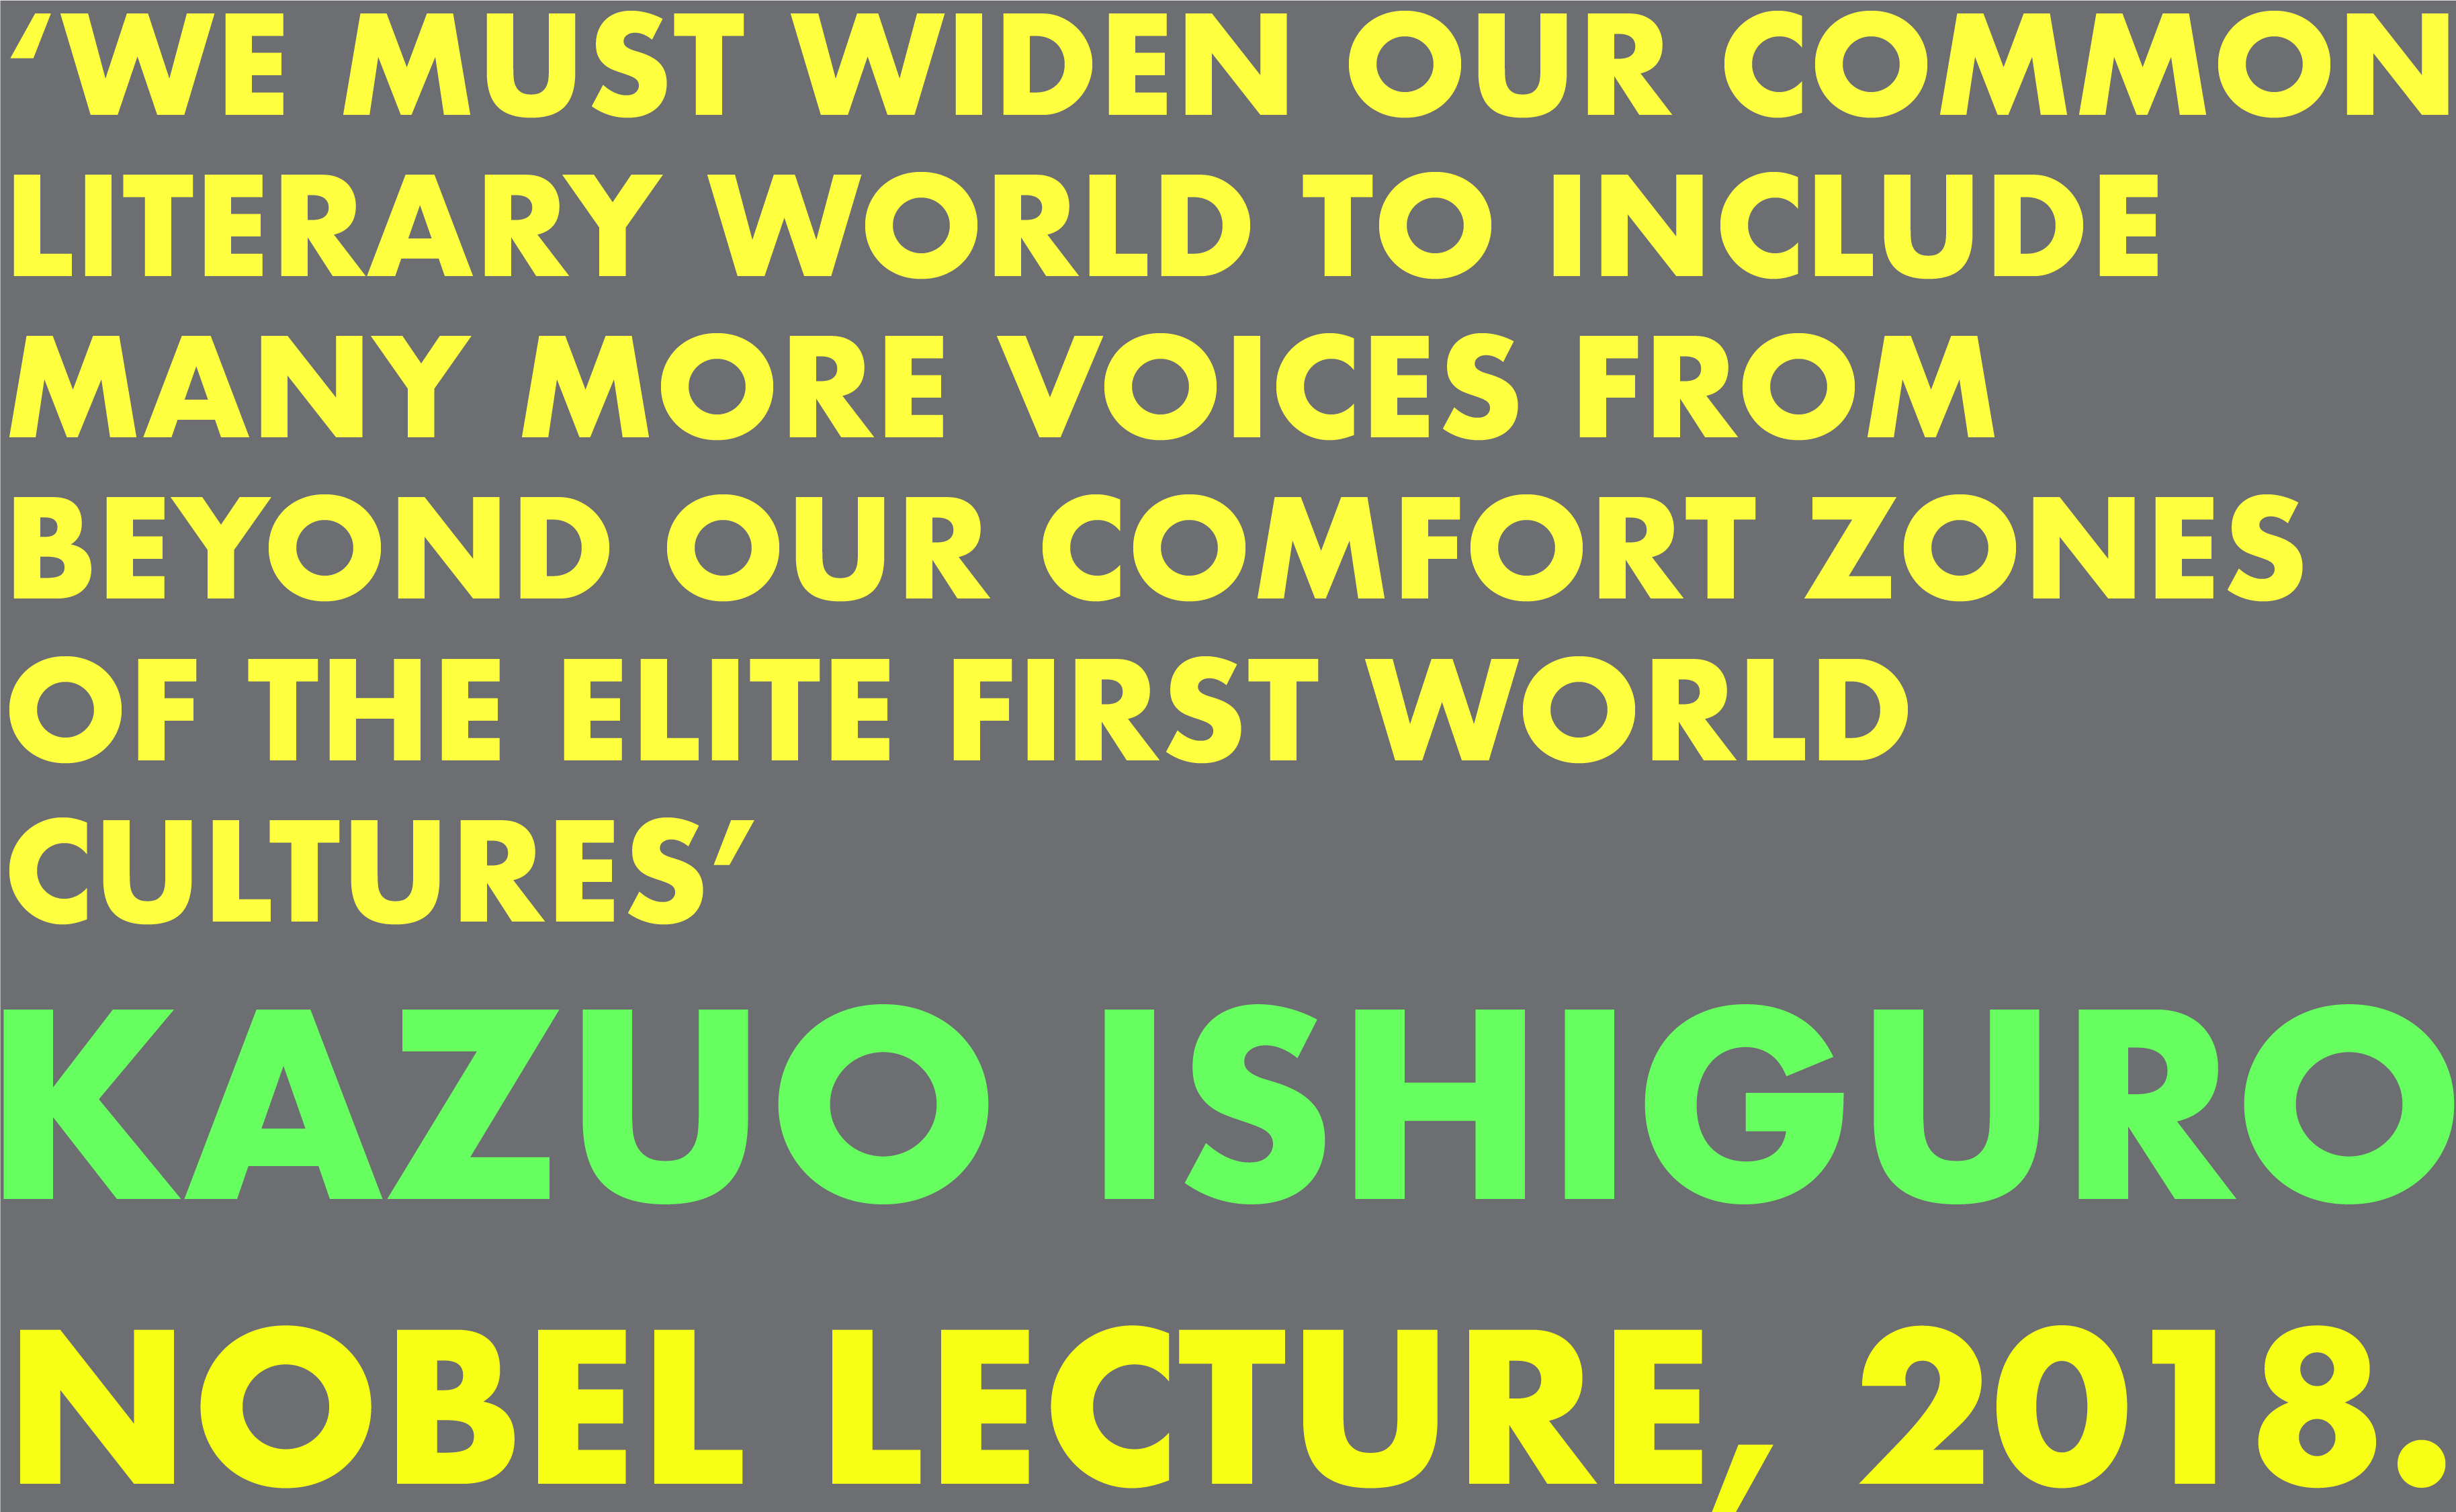 ‘WE MUST WIDEN OUR COMMON
LITERARY WORLD TO INCLUDE
MANY MORE VOICES FROM
BEYOND OUR COMFORT ZONES
OF THE ELITE FIRST WORLD
CULTURES’
KAZUO ISHIGURO
NOBEL LECTURE, 2018.